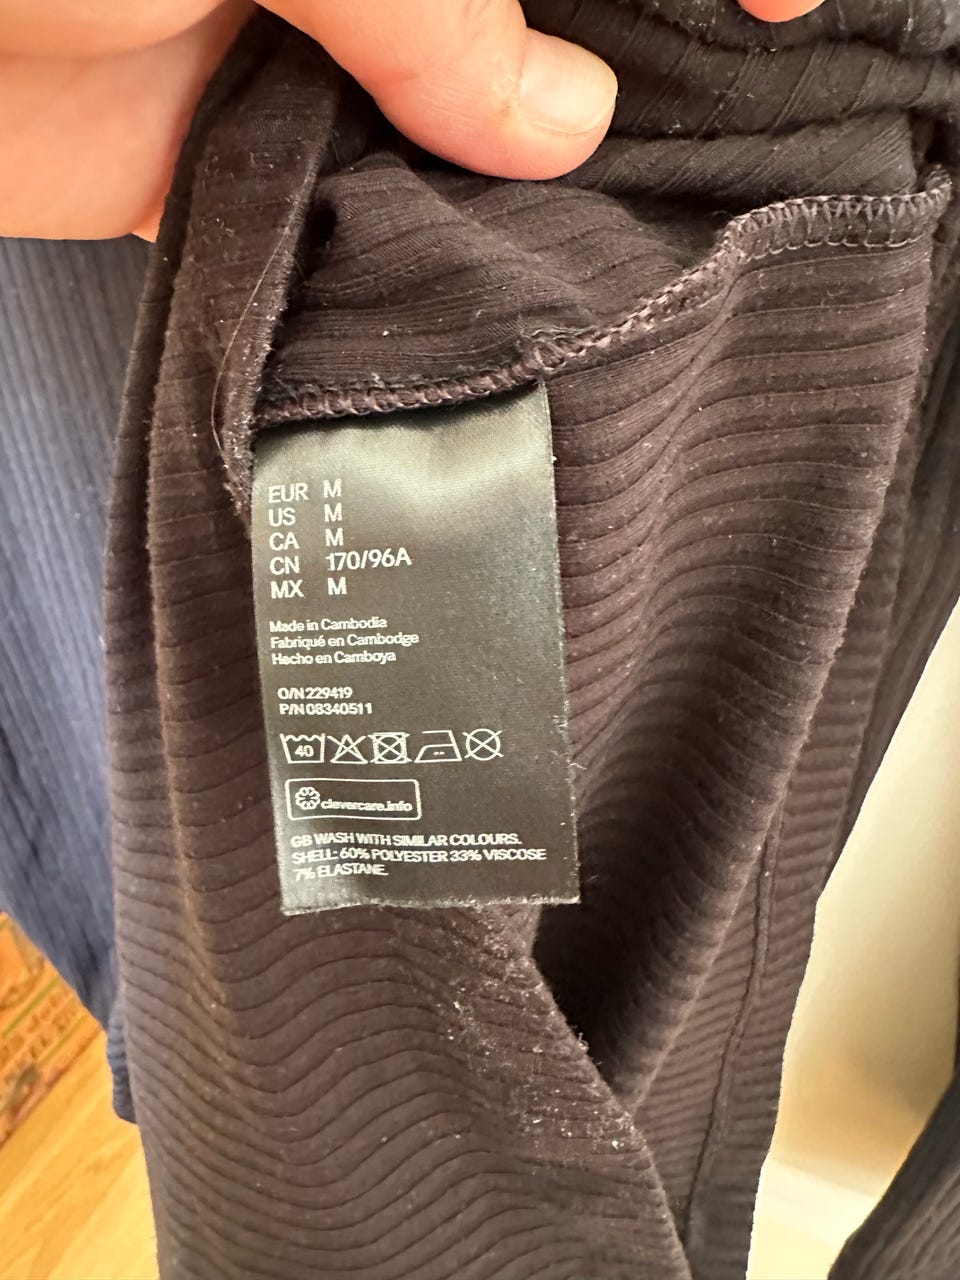 EUR M
US M
CA M
CN 170/96A
MX M
Made in Cambodia
Fabriqué en Cambodge
Hecho en Camboya
O/N 229419
P/N 08340511
40
clevercare.info
GB WASH WITH SIMILAR COLOURS.
SHELL: 60% POLYESTER 33% VISCOSE
7% ELASTANE.